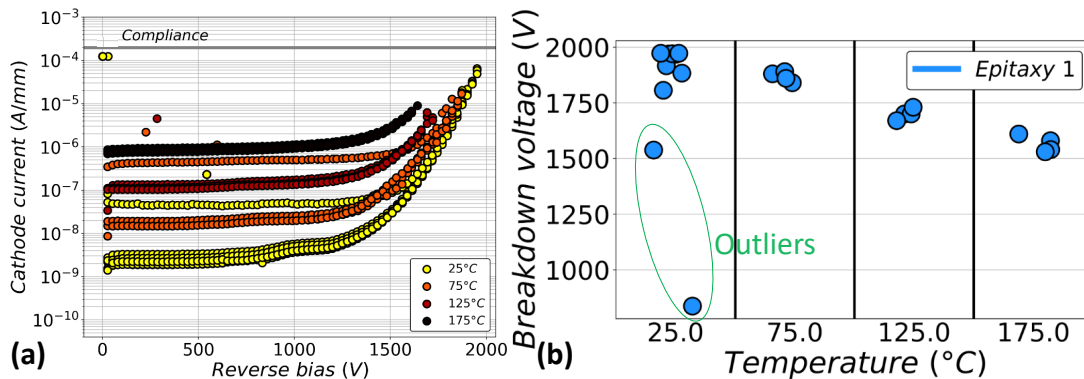 10⁻³
10⁻⁴
10⁻⁵
10⁻⁶
10⁻⁷
10⁻⁸
10⁻⁹
10⁻¹⁰
Cathode current (A/mm)
Compliance
25°C
75°C
125°C
175°C
0
500
1000
1500
2000
Reverse bias (V)
(a)
Breakdown voltage (V)
2000
1750
1500
1250
1000
Epitaxy 1
Outliers
25.0
75.0
125.0
175.0
Temperature (°C)
(b)